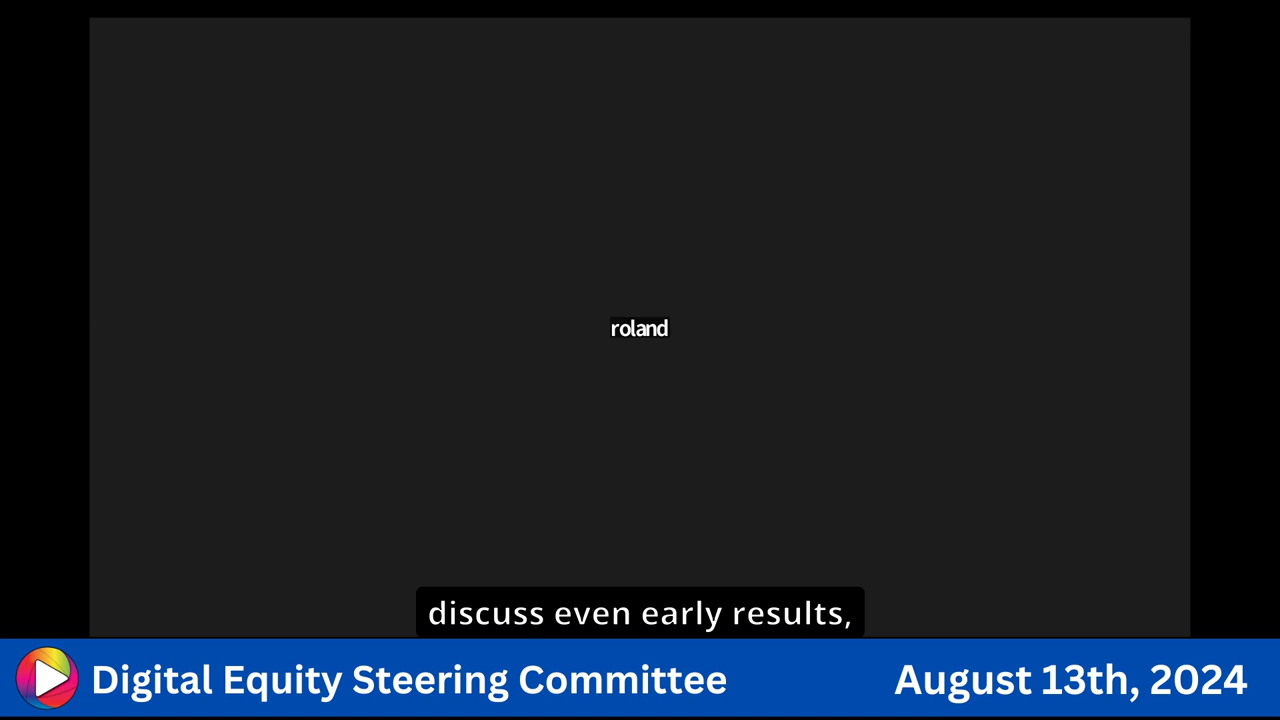 roland
discuss even early results,
Digital Equity Steering Committee
August 13th, 2024